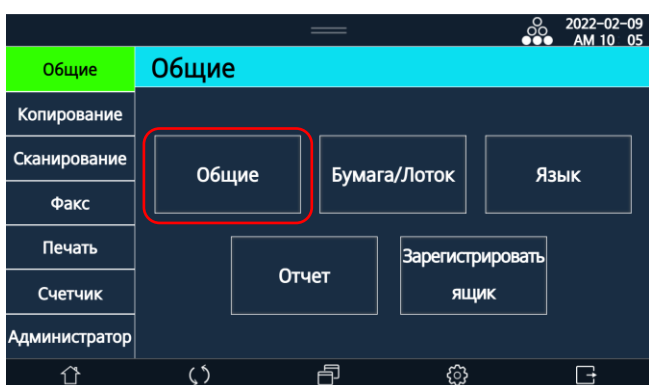 2022-02-09
AM 10 05
Общие
Общие
Копирование
Сканирование
Факс
Печать
Счетчик
Администратор
Общие
Бумага/Лоток
Язык
Отчет
Зарегистрировать
ящик